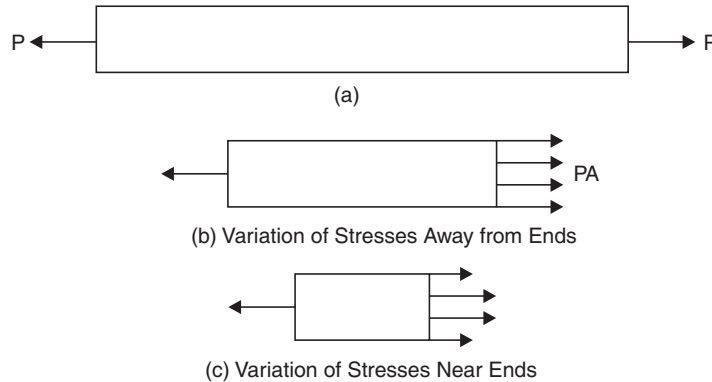 P P
(a)
PA
(b) Variation of Stresses Away from Ends
(c) Variation of Stresses Near Ends